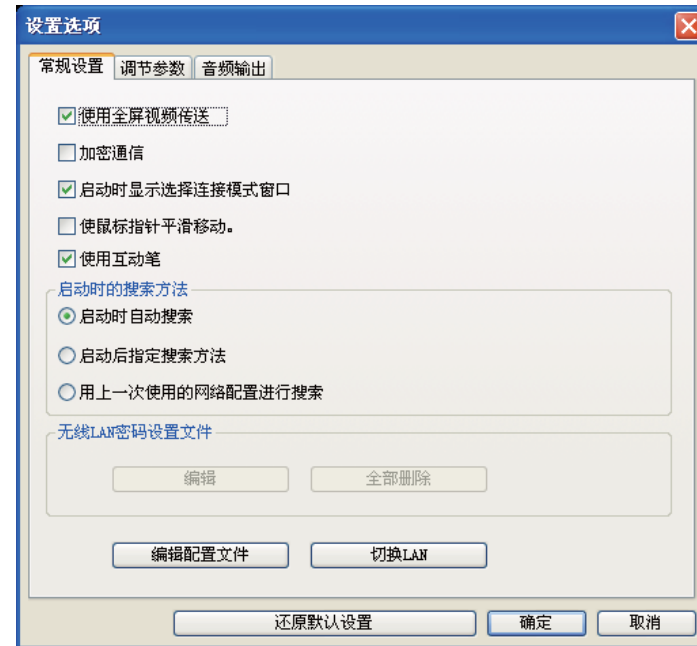 设置选项
常规设置 调节参数 音频输出
使用全屏视频传送
加密通信
启动时显示选择连接模式窗口
使鼠标指针平滑移动。
使用互动笔
启动时的搜索方法
启动时自动搜索
启动后指定搜索方法
用上一次使用的网络配置进行搜索
无线LAN密码设置文件
编辑 全部删除
编辑配置文件 切换LAN
还原默认设置 确定 取消